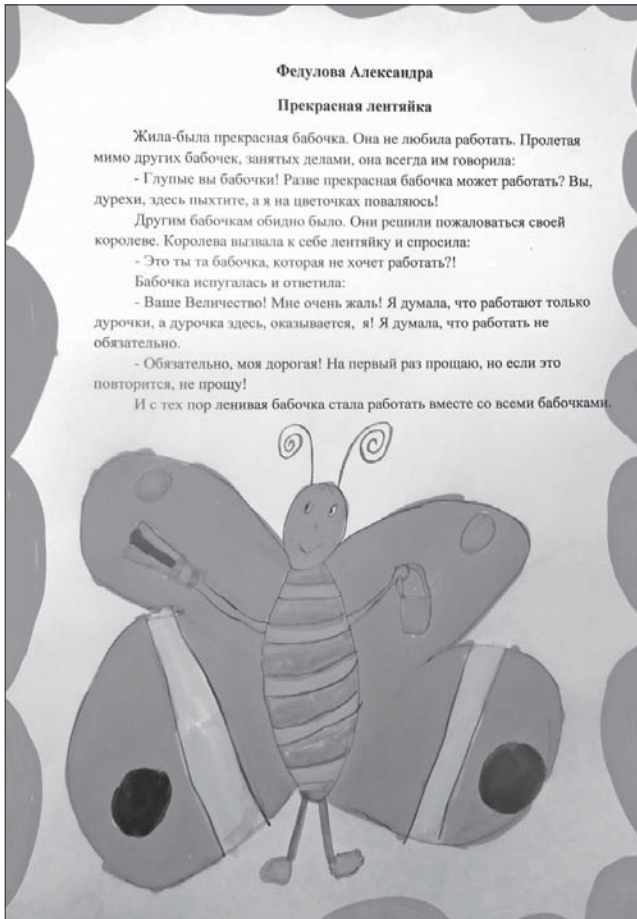 Федулова Александра
Прекрасная лентяйка
Жила-была прекрасная бабочка. Она не любила работать. Пролетая
мимо других бабочек, занятых делами, она всегда им говорила:
- Глупые вы бабочки! Разве прекрасная бабочка может работать? Вы,
дурехи, здесь пыхтите, а я на цветочках поваляюсь!
Другим бабочкам обидно было. Они решили пожаловаться своей
королеве. Королева вызвала к себе лентяйку и спросила:
- Это ты та бабочка, которая не хочет работать?!
Бабочка испугалась и ответила:
- Ваше Величество! Мне очень жаль! Я думала, что работают только
дурочки, а дурочка здесь, оказывается, я! Я думала, что работать не
обязательно.
- Обязательно, моя дорогая! На первый раз прощаю, но если это
повторится, не прощу!
И с тех пор ленивая бабочка стала работать вместе со всеми бабочками.